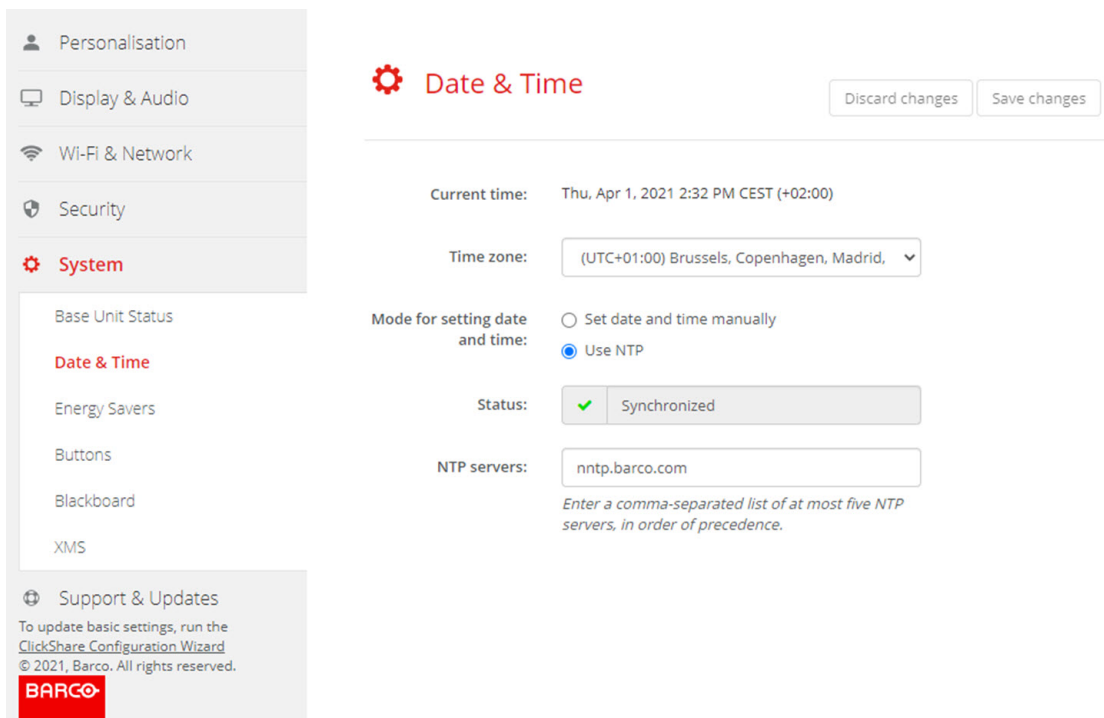 Personalisation
Display & Audio
Wi-Fi & Network
Security
System
Base Unit Status
Date & Time
Energy Savers
Buttons
Blackboard
XMS
Support & Updates
To update basic settings, run the
ClickShare Configuration Wizard
© 2021, Barco. All rights reserved.
BARCO
Date & Time
Discard changes
Save changes
Current time: Thu, Apr 1, 2021 2:32 PM CEST (+02:00)
Time zone: (UTC+01:00) Brussels, Copenhagen, Madrid,
Mode for setting date
and time:
Set date and time manually
Use NTP
Status: Synchronized
NTP servers: nntp.barco.com
Enter a comma-separated list of at most five NTP
servers, in order of precedence.